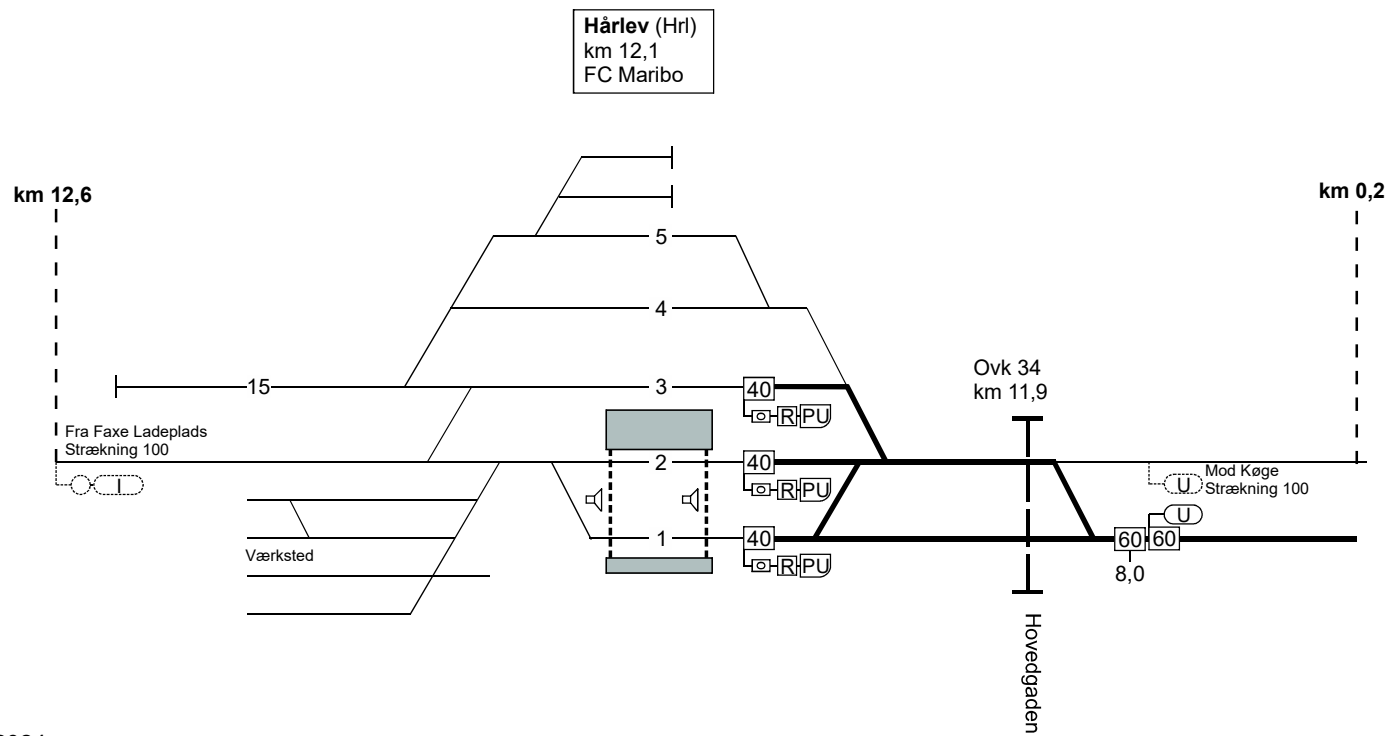 Hårlev (Hrl)
km 12,1
FC Maribo
km 12,6
km 0,2
5
4
Ovk 34
km 11,9
15
3
40
R
PU
Fra Faxe Ladeplads
Strækning 100
I
2
40
R
PU
Mod Køge
Strækning 100
U
U
1
40
R
PU
60
60
8,0
Værksted
Hovedgaden